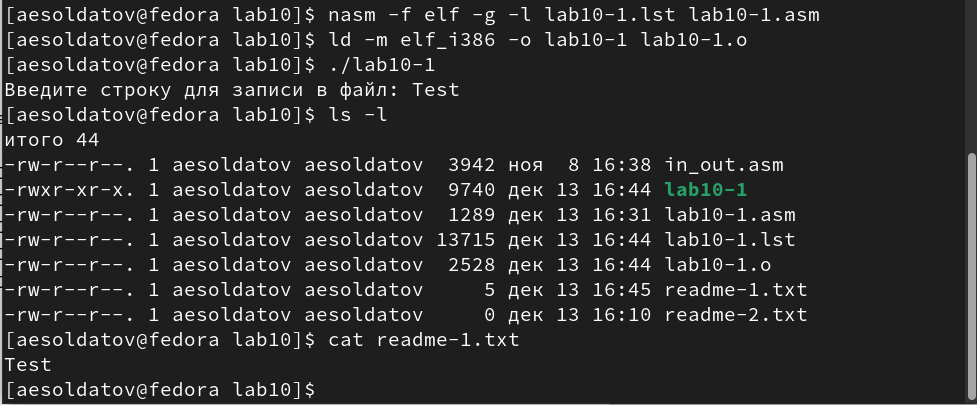 [aesoldatov@fedora lab10]$ nasm -f elf -g -l lab10-1.lst lab10-1.asm
[aesoldatov@fedora lab10]$ ld -m elf_i386 -o lab10-1 lab10-1.o
[aesoldatov@fedora lab10]$ ./lab10-1
Введите строку для записи в файл: Test
[aesoldatov@fedora lab10]$ ls -l
итого 44
-rw-r--r--. 1 aesoldatov aesoldatov  3942 ноя  8 16:38 in_out.asm
-rwxr-xr-x. 1 aesoldatov aesoldatov  9740 дек 13 16:44 lab10-1
-rw-r--r--. 1 aesoldatov aesoldatov  1289 дек 13 16:31 lab10-1.asm
-rw-r--r--. 1 aesoldatov aesoldatov 13715 дек 13 16:44 lab10-1.lst
-rw-r--r--. 1 aesoldatov aesoldatov  2528 дек 13 16:44 lab10-1.o
-rw-r--r--. 1 aesoldatov aesoldatov     5 дек 13 16:45 readme-1.txt
-rw-r--r--. 1 aesoldatov aesoldatov     0 дек 13 16:10 readme-2.txt
[aesoldatov@fedora lab10]$ cat readme-1.txt
Test
[aesoldatov@fedora lab10]$